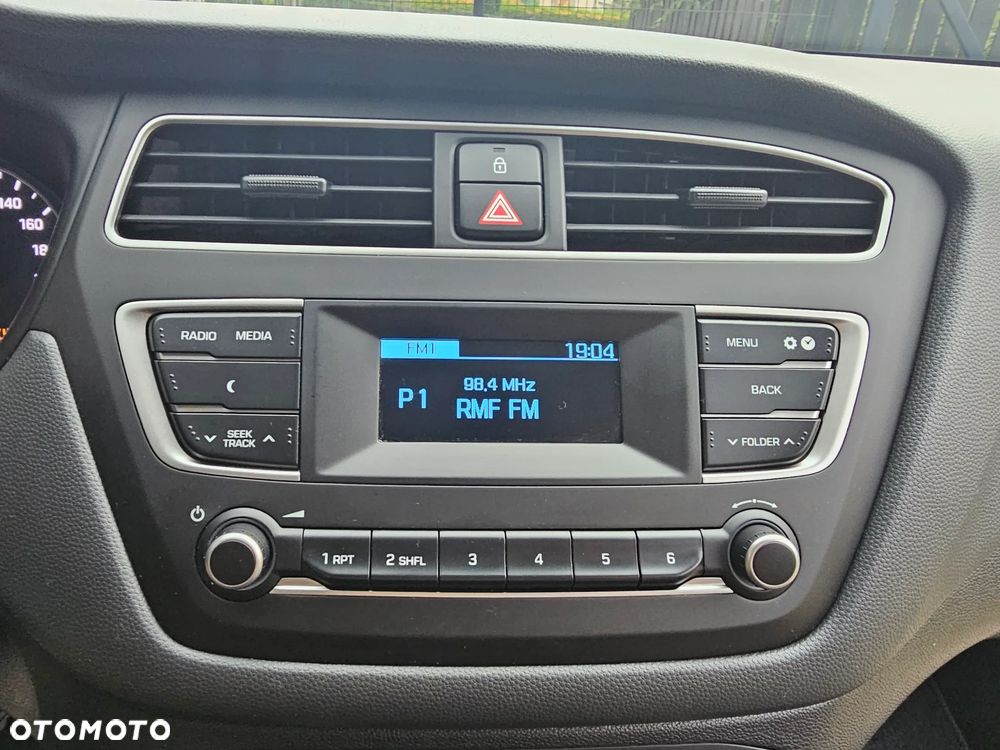 140
160
18
RADIO MEDIA
SEEK
TRACK
FM1 19:04
98.4 MHz
P1 RMF FM
MENU
BACK
FOLDER
1 RPT 2 SHFL 3 4 5 6
OTOMOTO